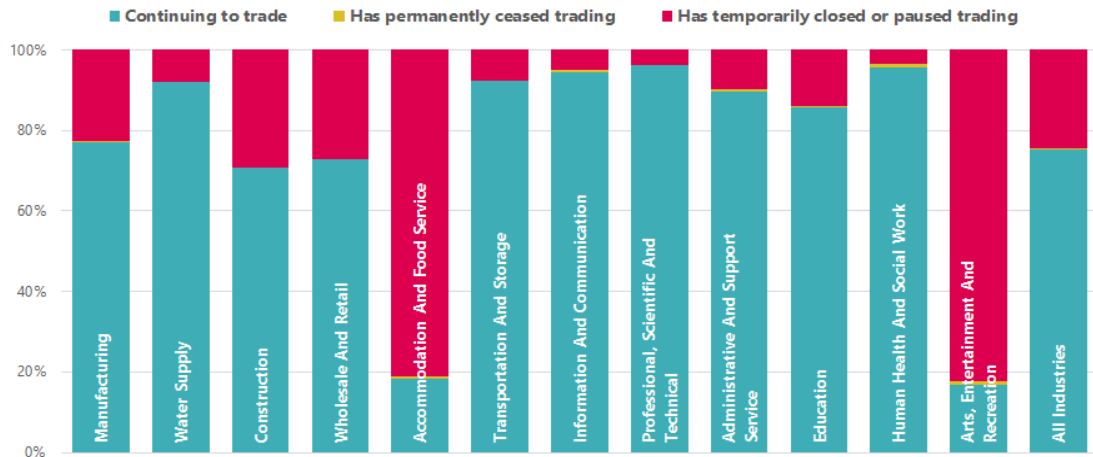 Continuing to trade
Has permanently ceased trading
Has temporarily closed or paused trading
100%
80%
60%
40%
20%
0%
Manufacturing
Water Supply
Construction
Wholesale And Retail
Accommodation And Food Service
Transportation And Storage
Information And Communication
Professional, Scientific And
Technical
Administrative And Support
Service
Education
Human Health And Social Work
Arts, Entertainment And
Recreation
All Industries